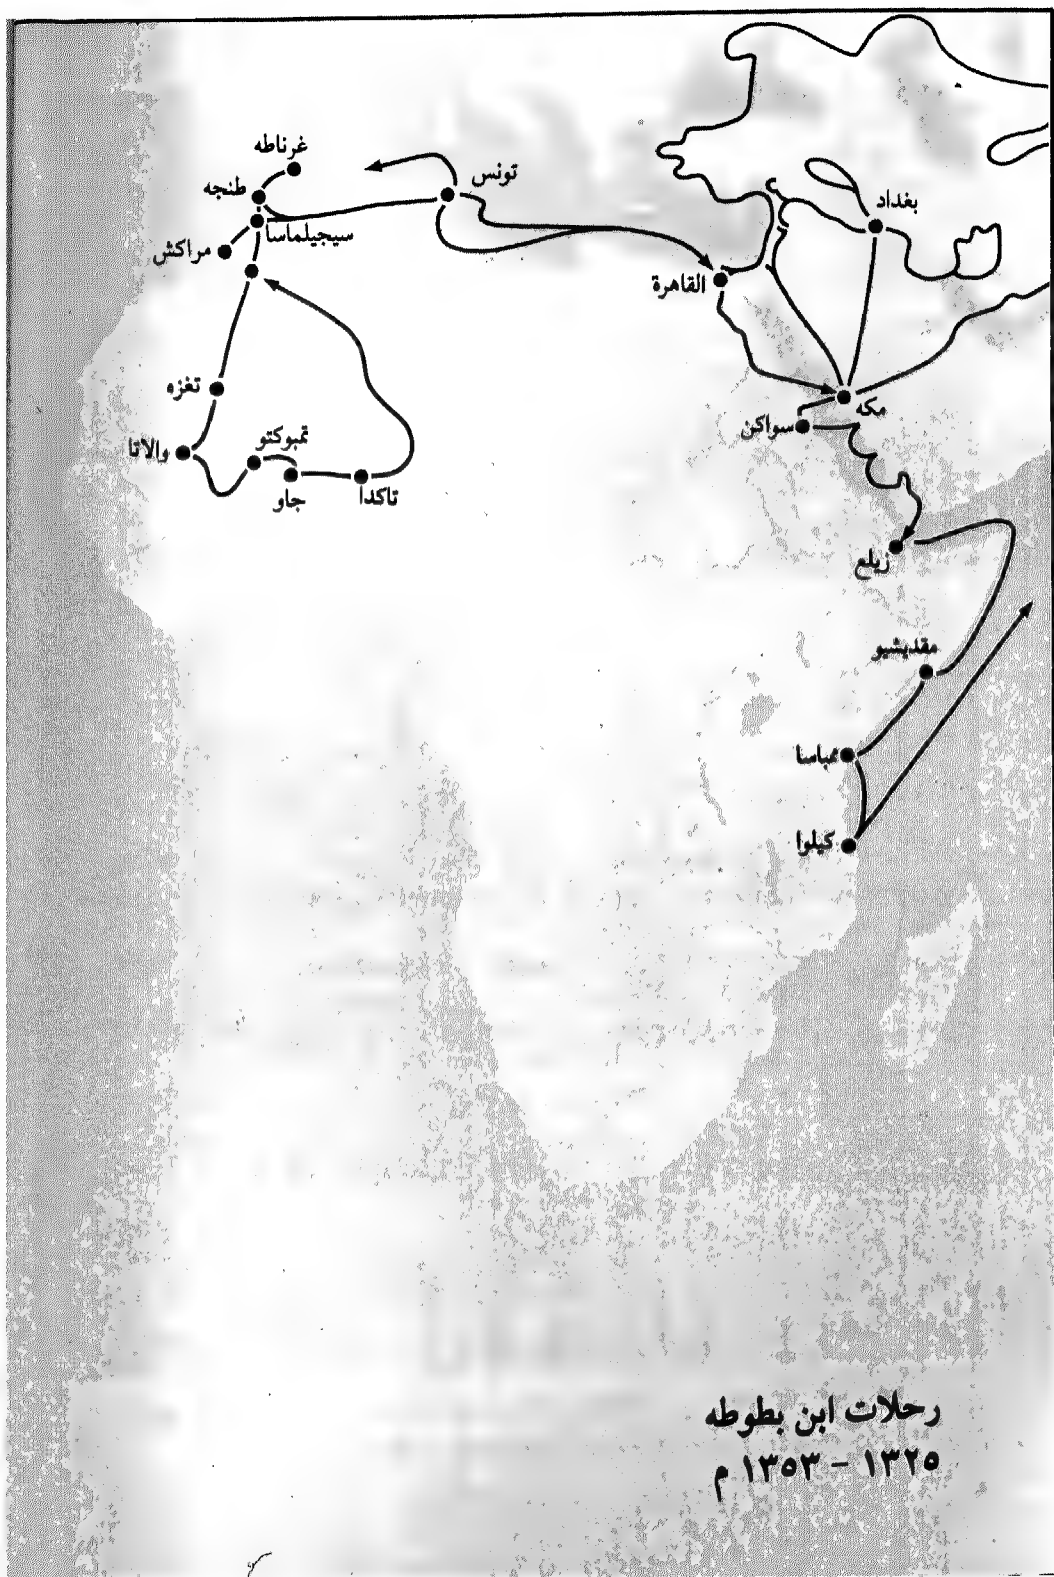 غرناطه
طنجه
تونس
بغداد
سيجيلماسا
مراكش
القاهرة
تغزه
مكه
سواكن
والاتا
تمبوكتو
جاو
تاكدا
زيلع
مقديشيو
ممباسا
كيلوا
رحلات ابن بطوطه
١٣٢٥ - ١٣٥٣ م